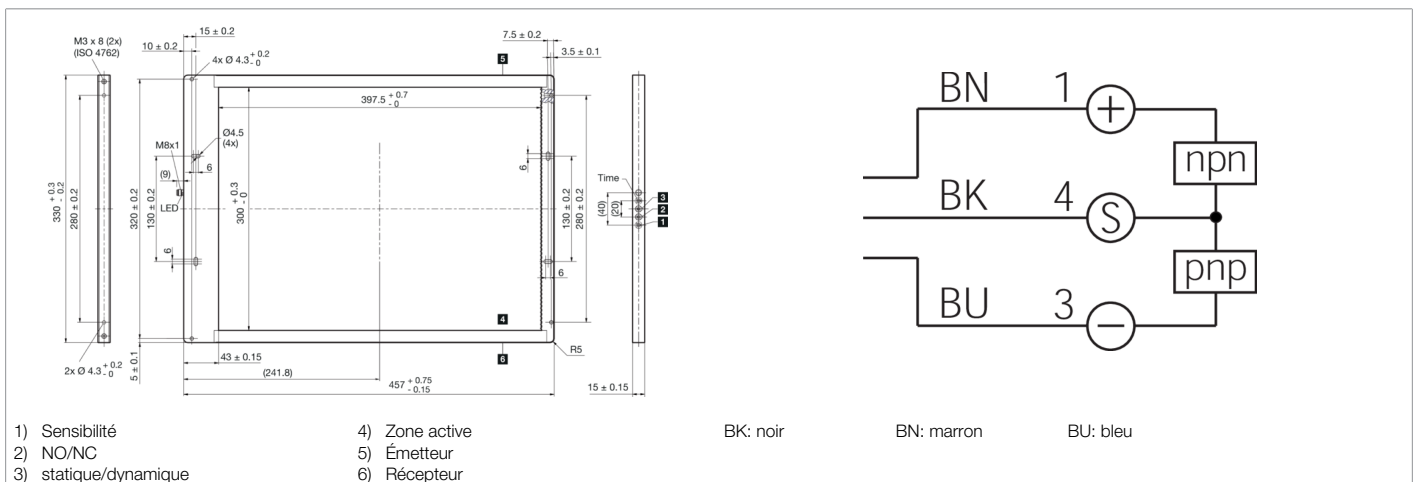 M3 x 8 (2x)
(ISO 4762)
15 ± 0.2
10 ± 0.2
4x Ø 4.3 + 0.2 - 0
7.5 ± 0.2
3.5 ± 0.1
5
397.5 + 0.7 - 0
Ø4.5
(4x)
M8x1
(9)
6
LED
330 + 0.3 - 0.2
280 ± 0.2
320 ± 0.2
130 ± 0.2
300 + 0.3 - 0
6
6
130 ± 0.2
280 ± 0.2
6
Time
(40)
(20)
3
2
1
4
6
R5
2x Ø 4.3 + 0.2 - 0
5 ± 0.1
43 ± 0.15
(241.8)
457 + 0.75 - 0.15
15 ± 0.15
BN 1 +
npn
BK 4 S
pnp
BU 3 −
1) Sensibilité
2) NO/NC
3) statique/dynamique
4) Zone active
5) Émetteur
6) Récepteur
BK: noir BN: marron BU: bleu